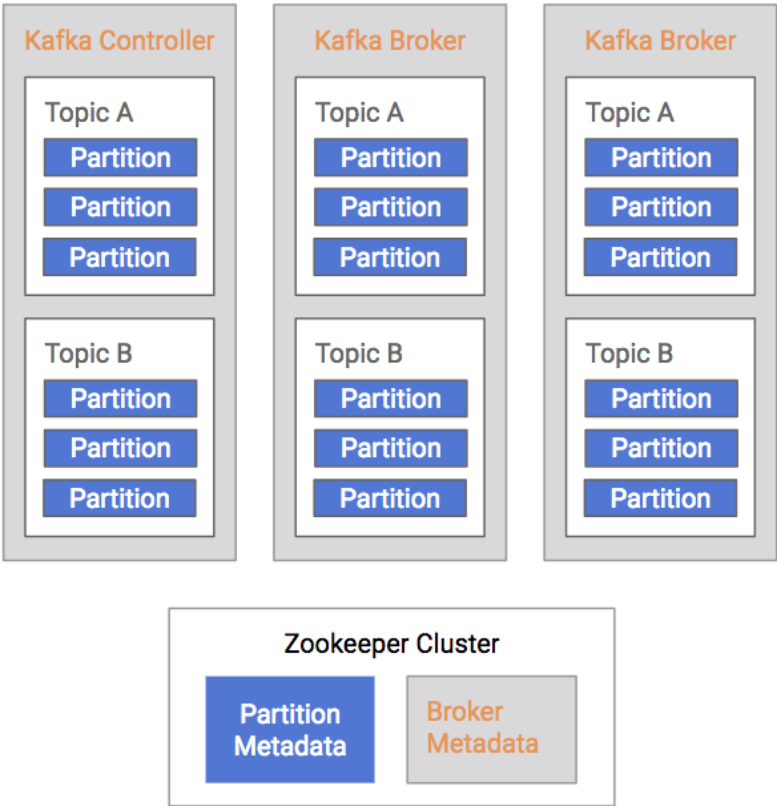 Kafka Controller
Topic A
Partition
Partition
Partition
Topic B
Partition
Partition
Partition
Kafka Broker
Topic A
Partition
Partition
Partition
Topic B
Partition
Partition
Partition
Kafka Broker
Topic A
Partition
Partition
Partition
Topic B
Partition
Partition
Partition
Zookeeper Cluster
Partition
Metadata
Broker
Metadata